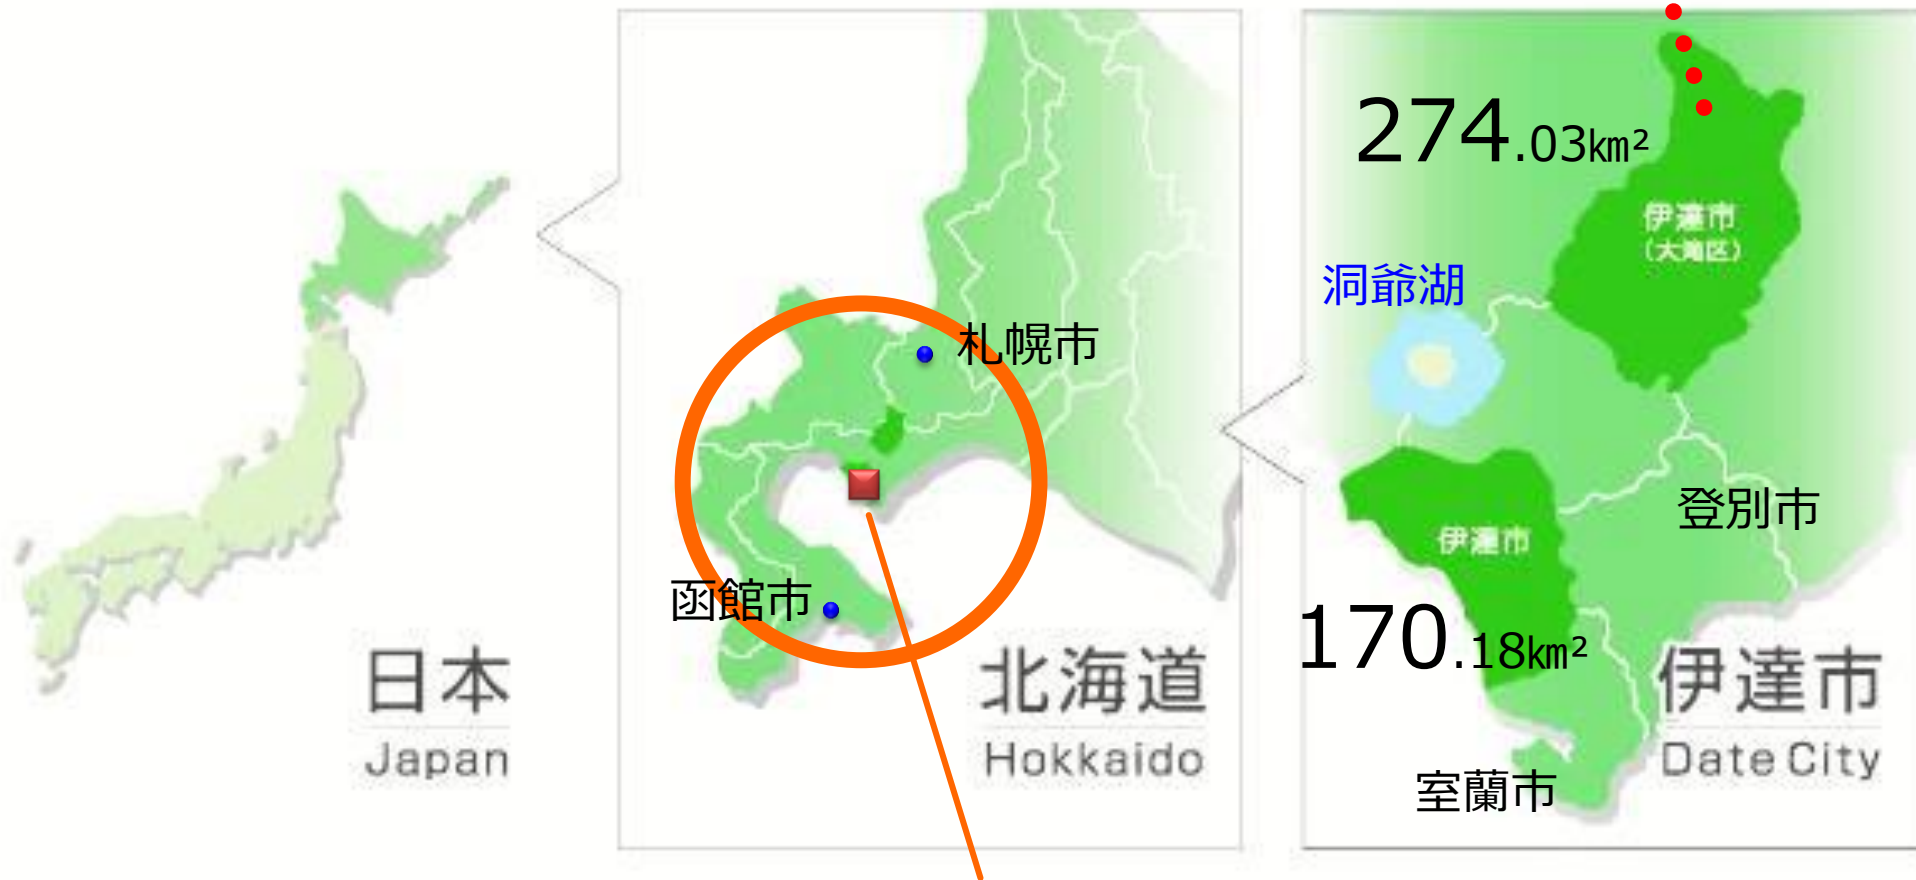 日本
Japan
札幌市
函館市
北海道
Hokkaido
274.03km²
伊達市
(大滝区)
洞爺湖
登別市
伊達市
170.18km²
伊達市
Date City
室蘭市